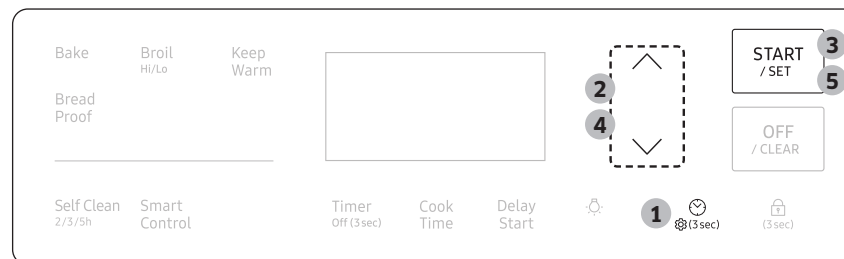 Bake Broil Keep
Hi/Lo Warm
Bread
Proof
2
4
START
/ SET
3
5
OFF
/ CLEAR
Self Clean Smart
2/3/5h Control
Timer Cook Delay
Off (3 sec) Time Start
1
(3 sec)
(3 sec)